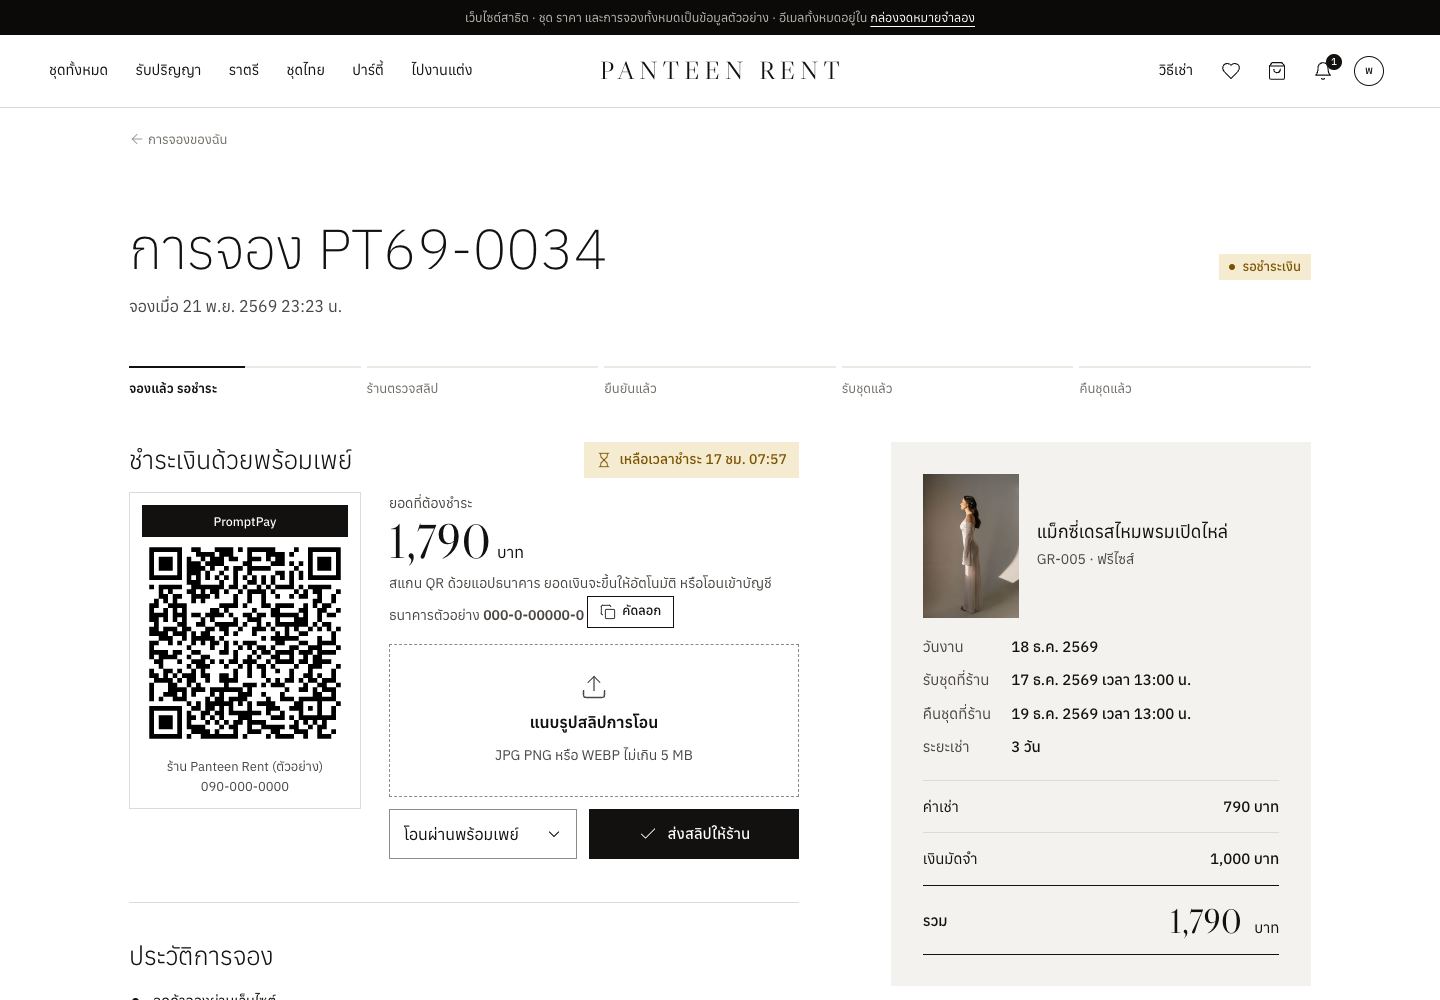 เว็บไซต์สาธิต · ชุด ราคา และการจองทั้งหมดเป็นข้อมูลตัวอย่าง · อีเมลทั้งหมดอยู่ใน กล่องจดหมายจำลอง
ชุดทั้งหมด รับปริญญา ราตรี ชุดไทย ปาร์ตี้ ไปงานแต่ง
PANTEEN RENT
วิธีเช่า 1 พ
การจองของฉัน
การจอง PT69-0034
รอชำระเงิน
จองเมื่อ 21 พ.ย. 2569 23:23 น.
จองแล้ว รอชำระ
ร้านตรวจสลิป
ยืนยันแล้ว
รับชุดแล้ว
คืนชุดแล้ว
ชำระเงินด้วยพร้อมเพย์
เหลือเวลาชำระ 17 ชม. 07:57
PromptPay
ร้าน Panteen Rent (ตัวอย่าง)
090-000-0000
ยอดที่ต้องชำระ
1,790 บาท
สแกน QR ด้วยแอปธนาคาร ยอดเงินจะขึ้นให้อัตโนมัติ หรือโอนเข้าบัญชี
ธนาคารตัวอย่าง 000-0-00000-0 คัดลอก
แนบรูปสลิปการโอน
JPG PNG หรือ WEBP ไม่เกิน 5 MB
โอนผ่านพร้อมเพย์
ส่งสลิปให้ร้าน
แม็กซี่เดรสไหมพรมเปิดไหล่
GR-005 · ฟรีไซส์
วันงาน 18 ธ.ค. 2569
รับชุดที่ร้าน 17 ธ.ค. 2569 เวลา 13:00 น.
คืนชุดที่ร้าน 19 ธ.ค. 2569 เวลา 13:00 น.
ระยะเช่า 3 วัน
ค่าเช่า 790 บาท
เงินมัดจำ 1,000 บาท
รวม 1,790 บาท
ประวัติการจอง